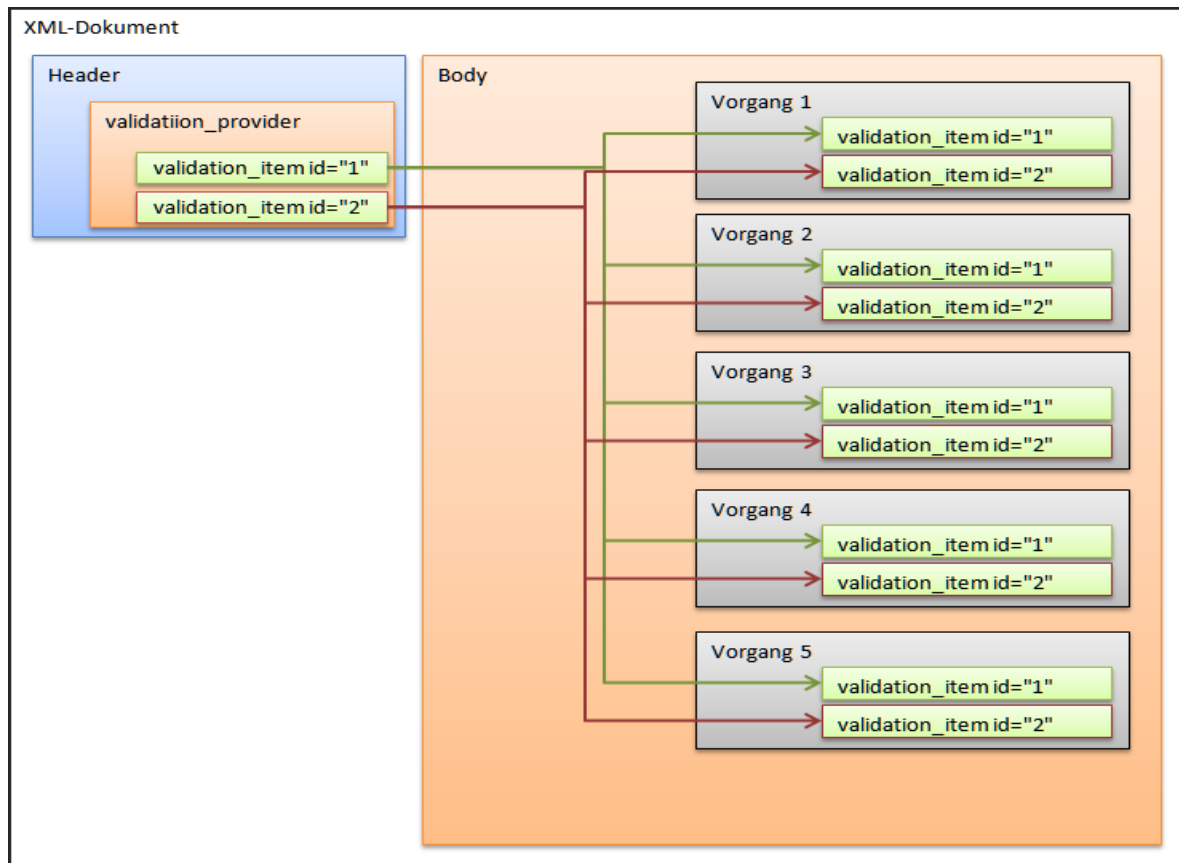 XML-Dokument
Header
validatiion_provider
validation_item id="1"
validation_item id="2"
Body
Vorgang 1
validation_item id="1"
validation_item id="2"
Vorgang 2
validation_item id="1"
validation_item id="2"
Vorgang 3
validation_item id="1"
validation_item id="2"
Vorgang 4
validation_item id="1"
validation_item id="2"
Vorgang 5
validation_item id="1"
validation_item id="2"